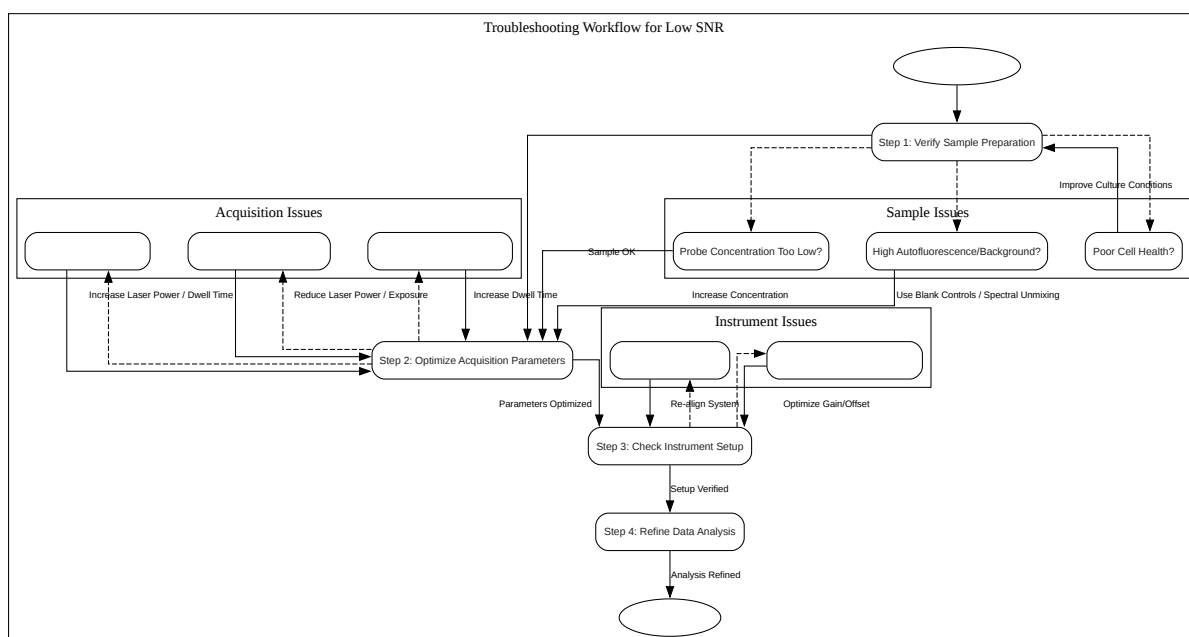 Troubleshooting Workflow for Low SNR
Step 1: Verify Sample Preparation
Improve Culture Conditions
Acquisition Issues
Sample Issues
Sample OK
Probe Concentration Too Low?
High Autofluorescence/Background?
Poor Cell Health?
Increase Laser Power / Dwell Time
Reduce Laser Power / Exposure
Increase Dwell Time
Increase Concentration
Use Blank Controls / Spectral Unmixing
Instrument Issues
Step 2: Optimize Acquisition Parameters
Parameters Optimized
Re-align System
Optimize Gain/Offset
Step 3: Check Instrument Setup
Setup Verified
Step 4: Refine Data Analysis
Analysis Refined